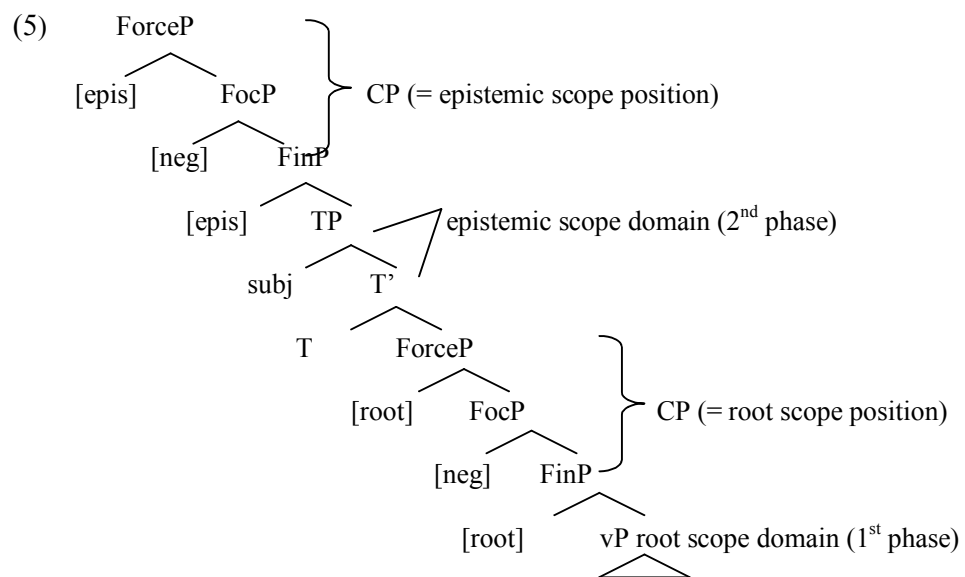 (5) ForceP
[epis] FocP CP (= epistemic scope position)
[neg] FinP
[epis] TP epistemic scope domain (2nd phase)
subj T’
T ForceP
[root] FocP CP (= root scope position)
[neg] FinP
[root] vP root scope domain (1st phase)